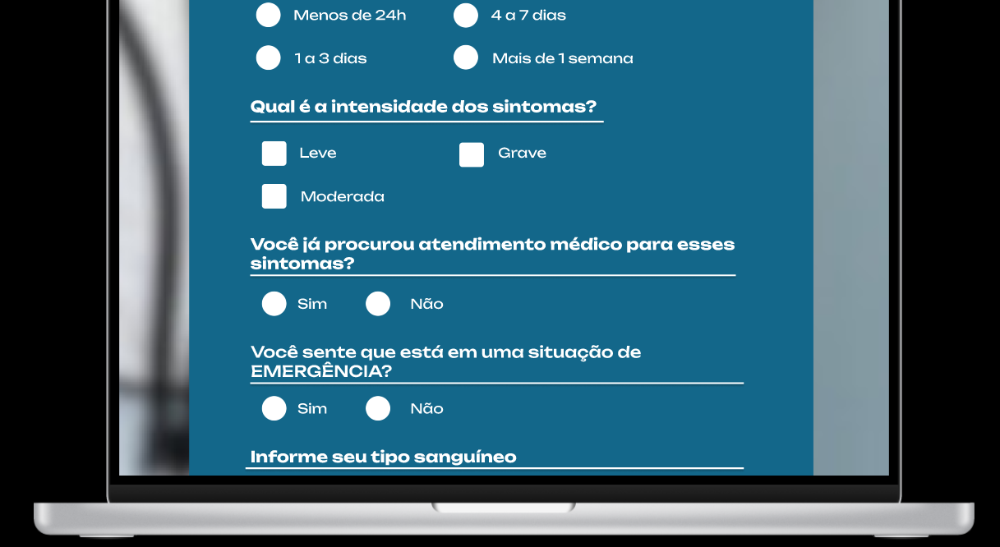 Menos de 24h
4 a 7 dias
1 a 3 dias
Mais de 1 semana
Qual é a intensidade dos sintomas?
Leve
Grave
Moderada
Você já procurou atendimento médico para esses
sintomas?
Sim
Não
Você sente que está em uma situação de
EMERGÊNCIA?
Sim
Não
Informe seu tipo sanguíneo